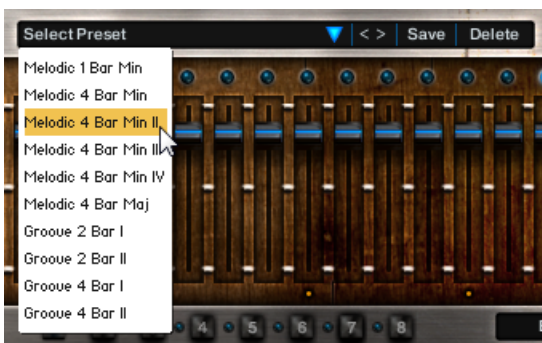 Select Preset < > Save Delete
Melodic 1 Bar Min
Melodic 4 Bar Min
Melodic 4 Bar Min II
Melodic 4 Bar Min III
Melodic 4 Bar Min IV
Melodic 4 Bar Maj
Groove 2 Bar I
Groove 2 Bar II
Groove 4 Bar I
Groove 4 Bar II
4 5 6 7 8